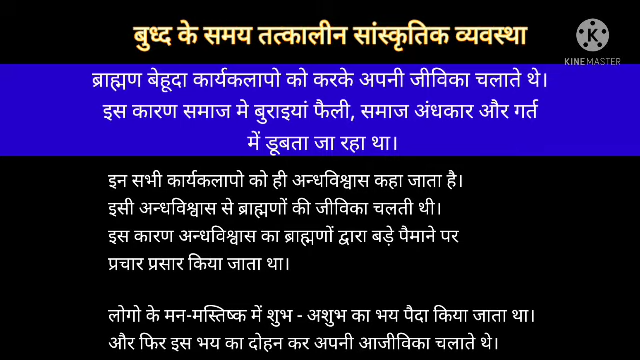 बुध्द के समय तत्कालीन सांस्कृतिक व्यवस्था
KINEMASTER
ब्राह्मण बेहूदा कार्यकलापो को करके अपनी जीविका चलाते थे।
इस कारण समाज मे बुराइयां फैली, समाज अंधकार और गर्त
में डूबता जा रहा था।
इन सभी कार्यकलापो को ही अन्धविश्वास कहा जाता है।
इसी अन्धविश्वास से ब्राह्मणों की जीविका चलती थी।
इस कारण अन्धविश्वास का ब्राह्मणों द्वारा बड़े पैमाने पर
प्रचार प्रसार किया जाता था।
लोगो के मन-मस्तिष्क में शुभ - अशुभ का भय पैदा किया जाता था।
और फिर इस भय का दोहन कर अपनी आजीविका चलाते थे।